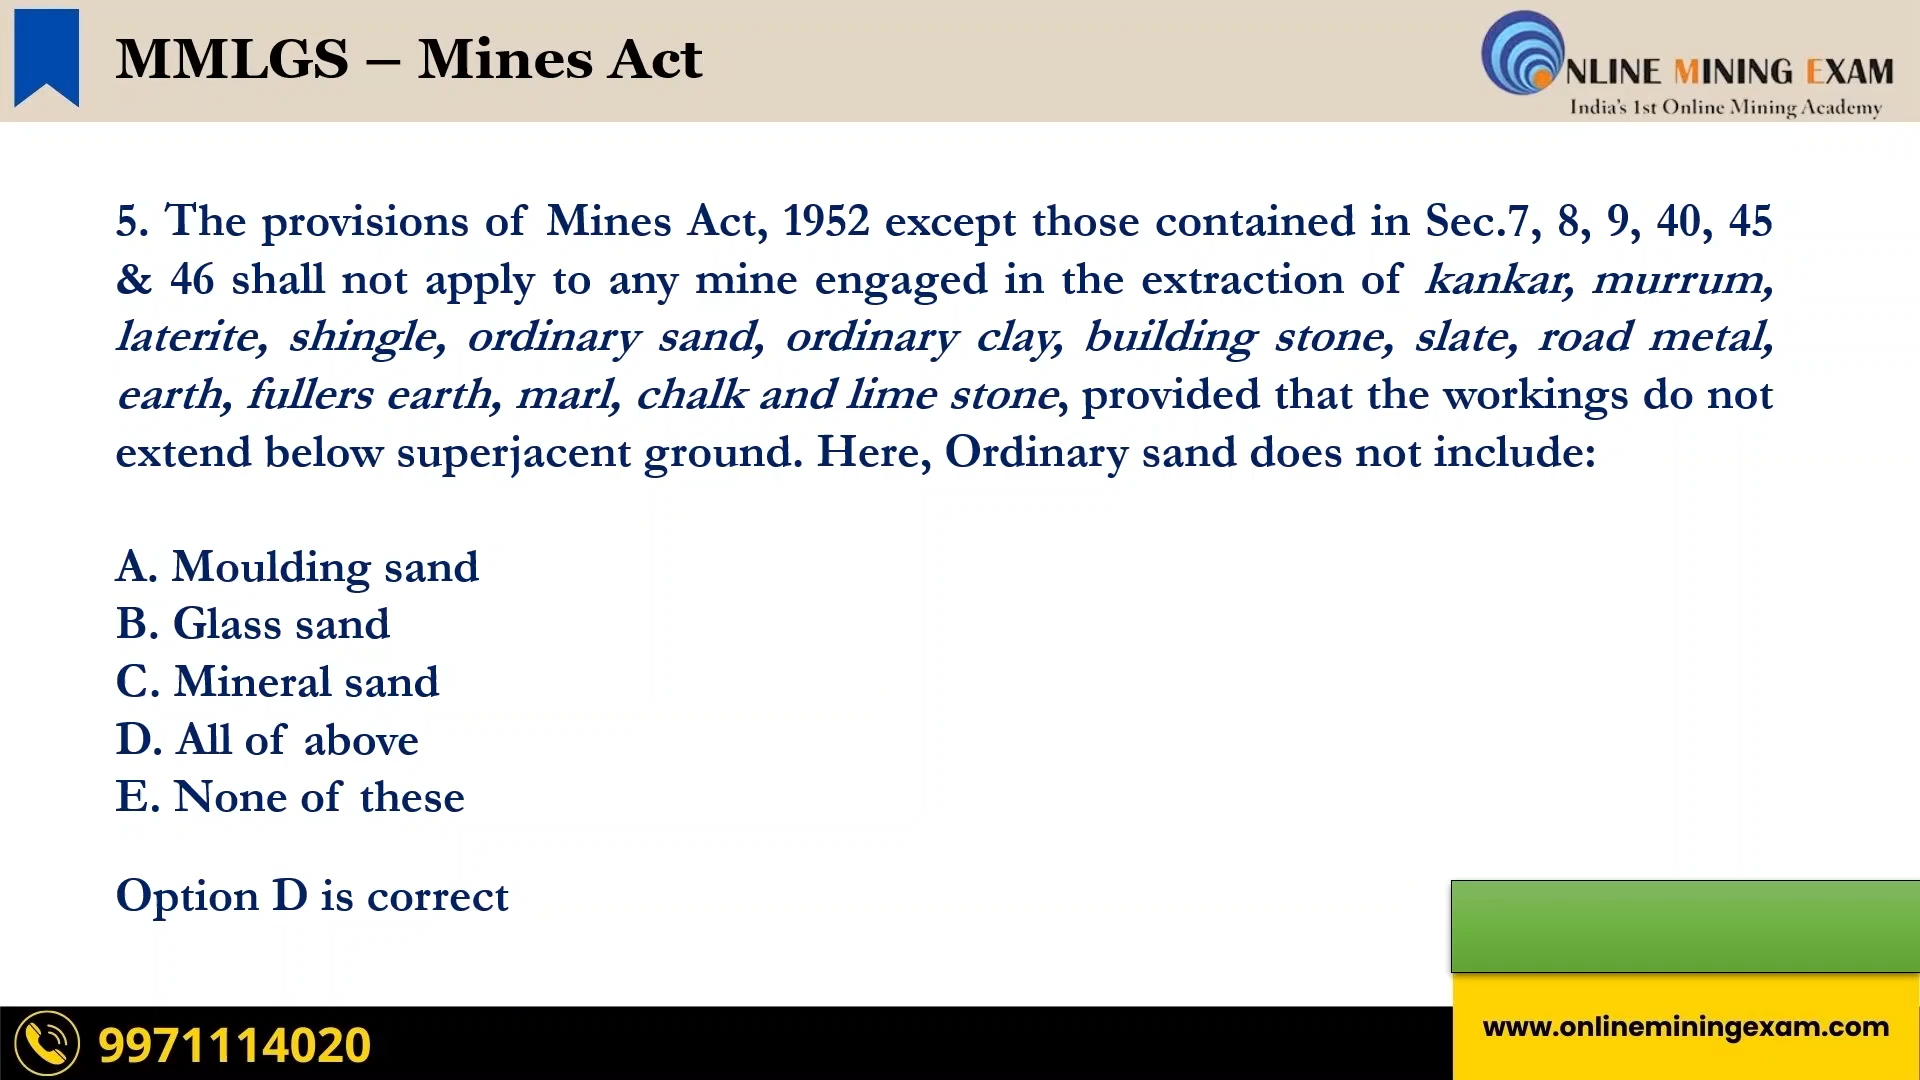 MMLGS – Mines Act
NLINE MINING EXAM
India's 1st Online Mining Academy
5. The provisions of Mines Act, 1952 except those contained in Sec.7, 8, 9, 40, 45
& 46 shall not apply to any mine engaged in the extraction of kankar, murrum,
laterite, shingle, ordinary sand, ordinary clay, building stone, slate, road metal,
earth, fullers earth, marl, chalk and lime stone, provided that the workings do not
extend below superjacent ground. Here, Ordinary sand does not include:
A. Moulding sand
B. Glass sand
C. Mineral sand
D. All of above
E. None of these
Option D is correct
9971114020
www.onlineminingexam.com